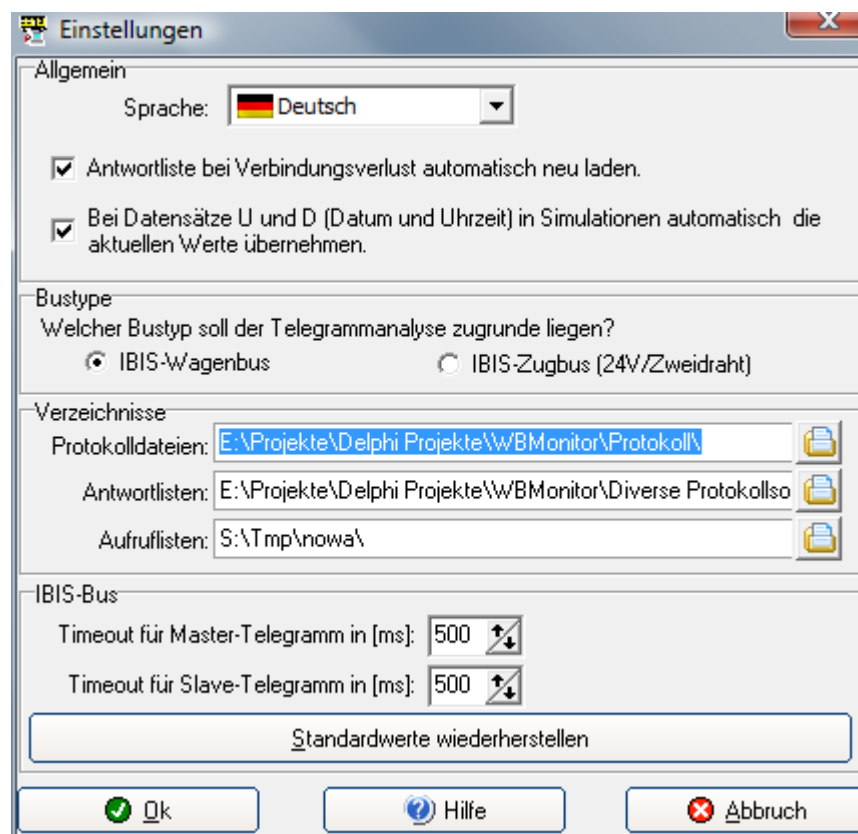 Einstellungen
Allgemein
Sprache: Deutsch
Antwortliste bei Verbindungsverlust automatisch neu laden.
Bei Datensätze U und D (Datum und Uhrzeit) in Simulationen automatisch die
aktuellen Werte übernehmen.
Bustype
Welcher Bustyp soll der Telegrammanalyse zugrunde liegen?
IBIS-Wagenbus IBIS-Zugbus (24V/Zweidraht)
Verzeichnisse
Protokolldateien: E:\Projekte\Delphi Projekte\WBMonitor\Protokoll\
Antwortlisten: E:\Projekte\Delphi Projekte\WBMonitor\Diverse Protokollso
Aufruflisten: S:\Tmp\nowa\
IBIS-Bus
Timeout für Master-Telegramm in [ms]: 500
Timeout für Slave-Telegramm in [ms]: 500
Standardwerte wiederherstellen
Ok Hilfe Abbruch